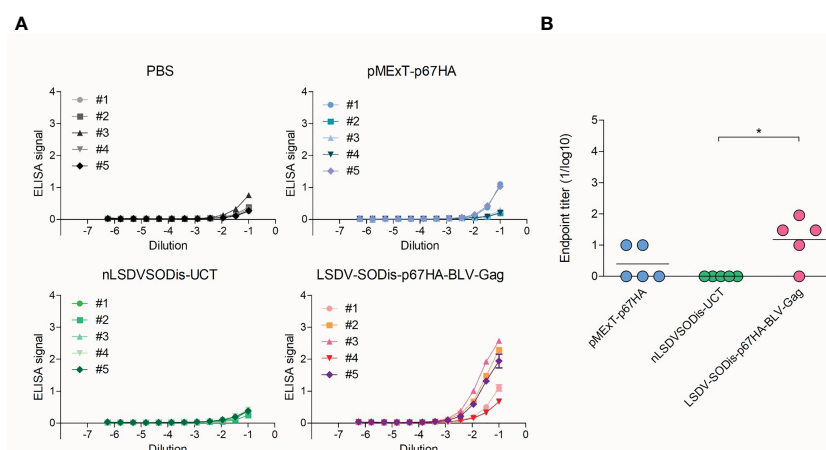 A
B
PBS
4
3
2
1
0
ELISA signal
#1
#2
#3
#4
#5
-7 -6 -5 -4 -3 -2 -1 0
Dilution
pMExT-p67HA
4
3
2
1
0
ELISA signal
#1
#2
#3
#4
#5
-7 -6 -5 -4 -3 -2 -1 0
Dilution
nLSDVSODis-UCT
4
3
2
1
0
ELISA signal
#1
#2
#3
#4
#5
-7 -6 -5 -4 -3 -2 -1 0
Dilution
LSDV-SODis-p67HA-BLV-Gag
4
3
2
1
0
ELISA signal
#1
#2
#3
#4
#5
-7 -6 -5 -4 -3 -2 -1 0
Dilution
5
4
3
2
1
0
Endpoint titer (1/log10)
*
pMExT-p67HA
nLSDVSODis-UCT
LSDV-SODis-p67HA-BLV-Gag